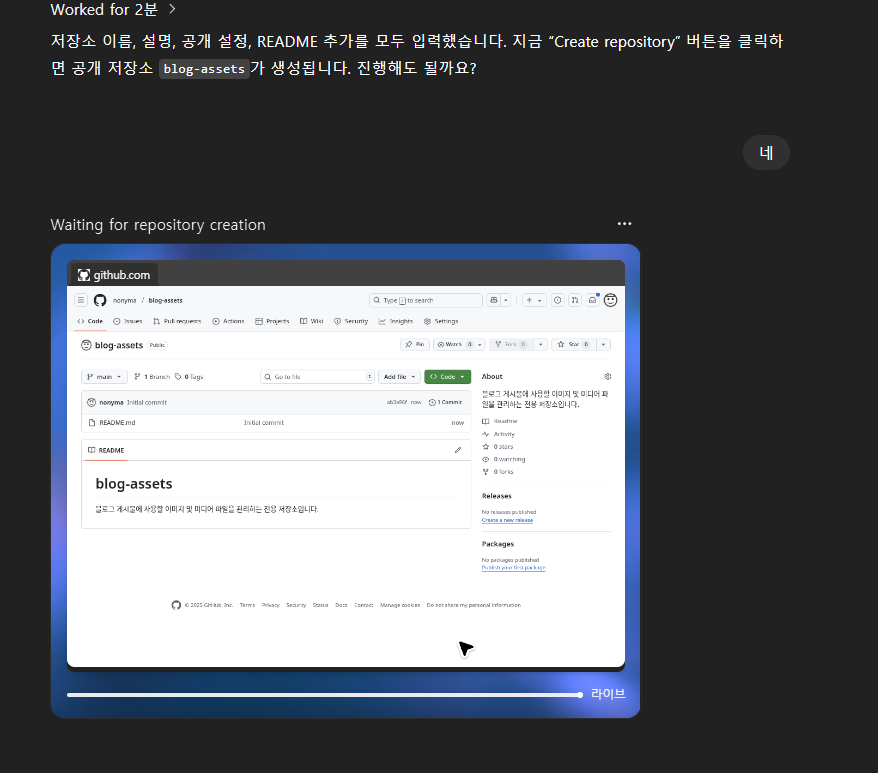 Worked for 2분
저장소 이름, 설명, 공개 설정, README 추가를 모두 입력했습니다. 지금 “Create repository” 버튼을 클릭하
면 공개 저장소 blog-assets가 생성됩니다. 진행해도 될까요?
네
Waiting for repository creation
github.com
nonyma / blog-assets
Type / to search
Code Issues Pull requests Actions Projects Wiki Security Insights Settings
blog-assets Public
Pin Watch 0 Fork 0 Star 0
main 1 Branch 0 Tags Go to file t Add file Code
About
블로그 게시물에 사용할 이미지 및 미디어 파
일을 관리하는 전용 저장소입니다.
nonyma Initial commit ab3a96f · now 1 Commit
README.md Initial commit now
Readme
Activity
0 stars
0 watching
0 forks
README
blog-assets
블로그 게시물에 사용할 이미지 및 미디어 파일을 관리하는 전용 저장소입니다.
Releases
No releases published
Create a new release
Packages
No packages published
Publish your first package
© 2025 GitHub, Inc. Terms Privacy Security Status Docs Contact Manage cookies Do not share my personal information
라이브